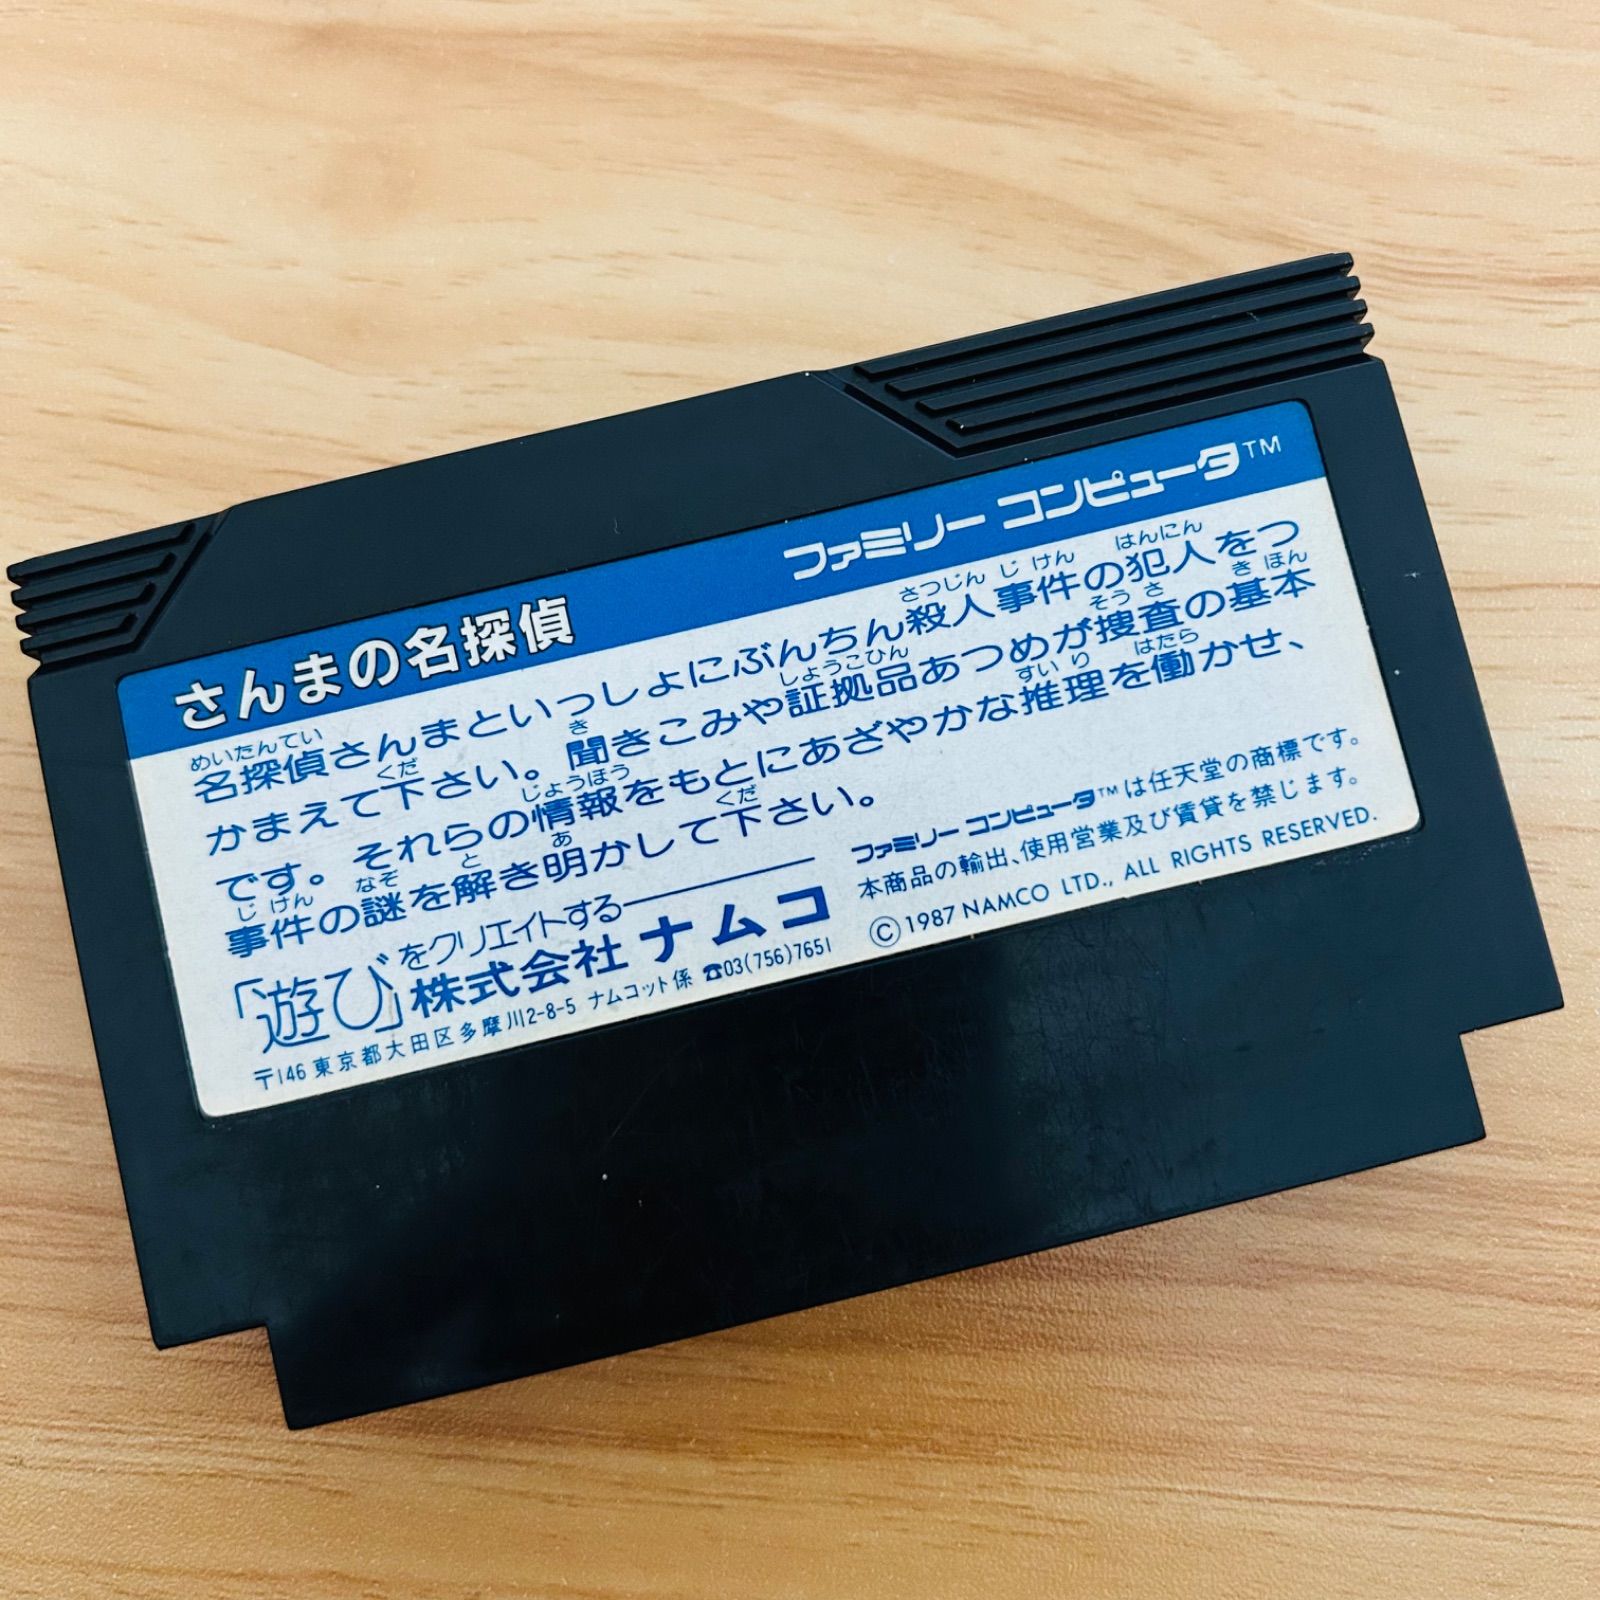 さんまの名探偵
ファミリー コンピュータ™
めいたんてい さつじん じ けん はんにん
名探偵さんまといっしょにぶんちん殺人事件の犯人をつ
くだ き しょうこひん そう さ き ほん
かまえて下さい。聞きこみや証拠品あつめが捜査の基本
じょうほう すい り はたら
です。それらの情報をもとにあざやかな推理を働かせ、
じ けん なぞ と あ くだ
事件の謎を解き明かして下さい。
「遊び」をクリエイトする
株式会社 ナムコ
〒146 東京都大田区多摩川2-8-5 ナムコット係 ☎03(756)7651
ファミリー コンピュータ™は任天堂の商標です。
本商品の輸出、使用営業及び賃貸を禁じます。
©1987 NAMCO LTD., ALL RIGHTS RESERVED.